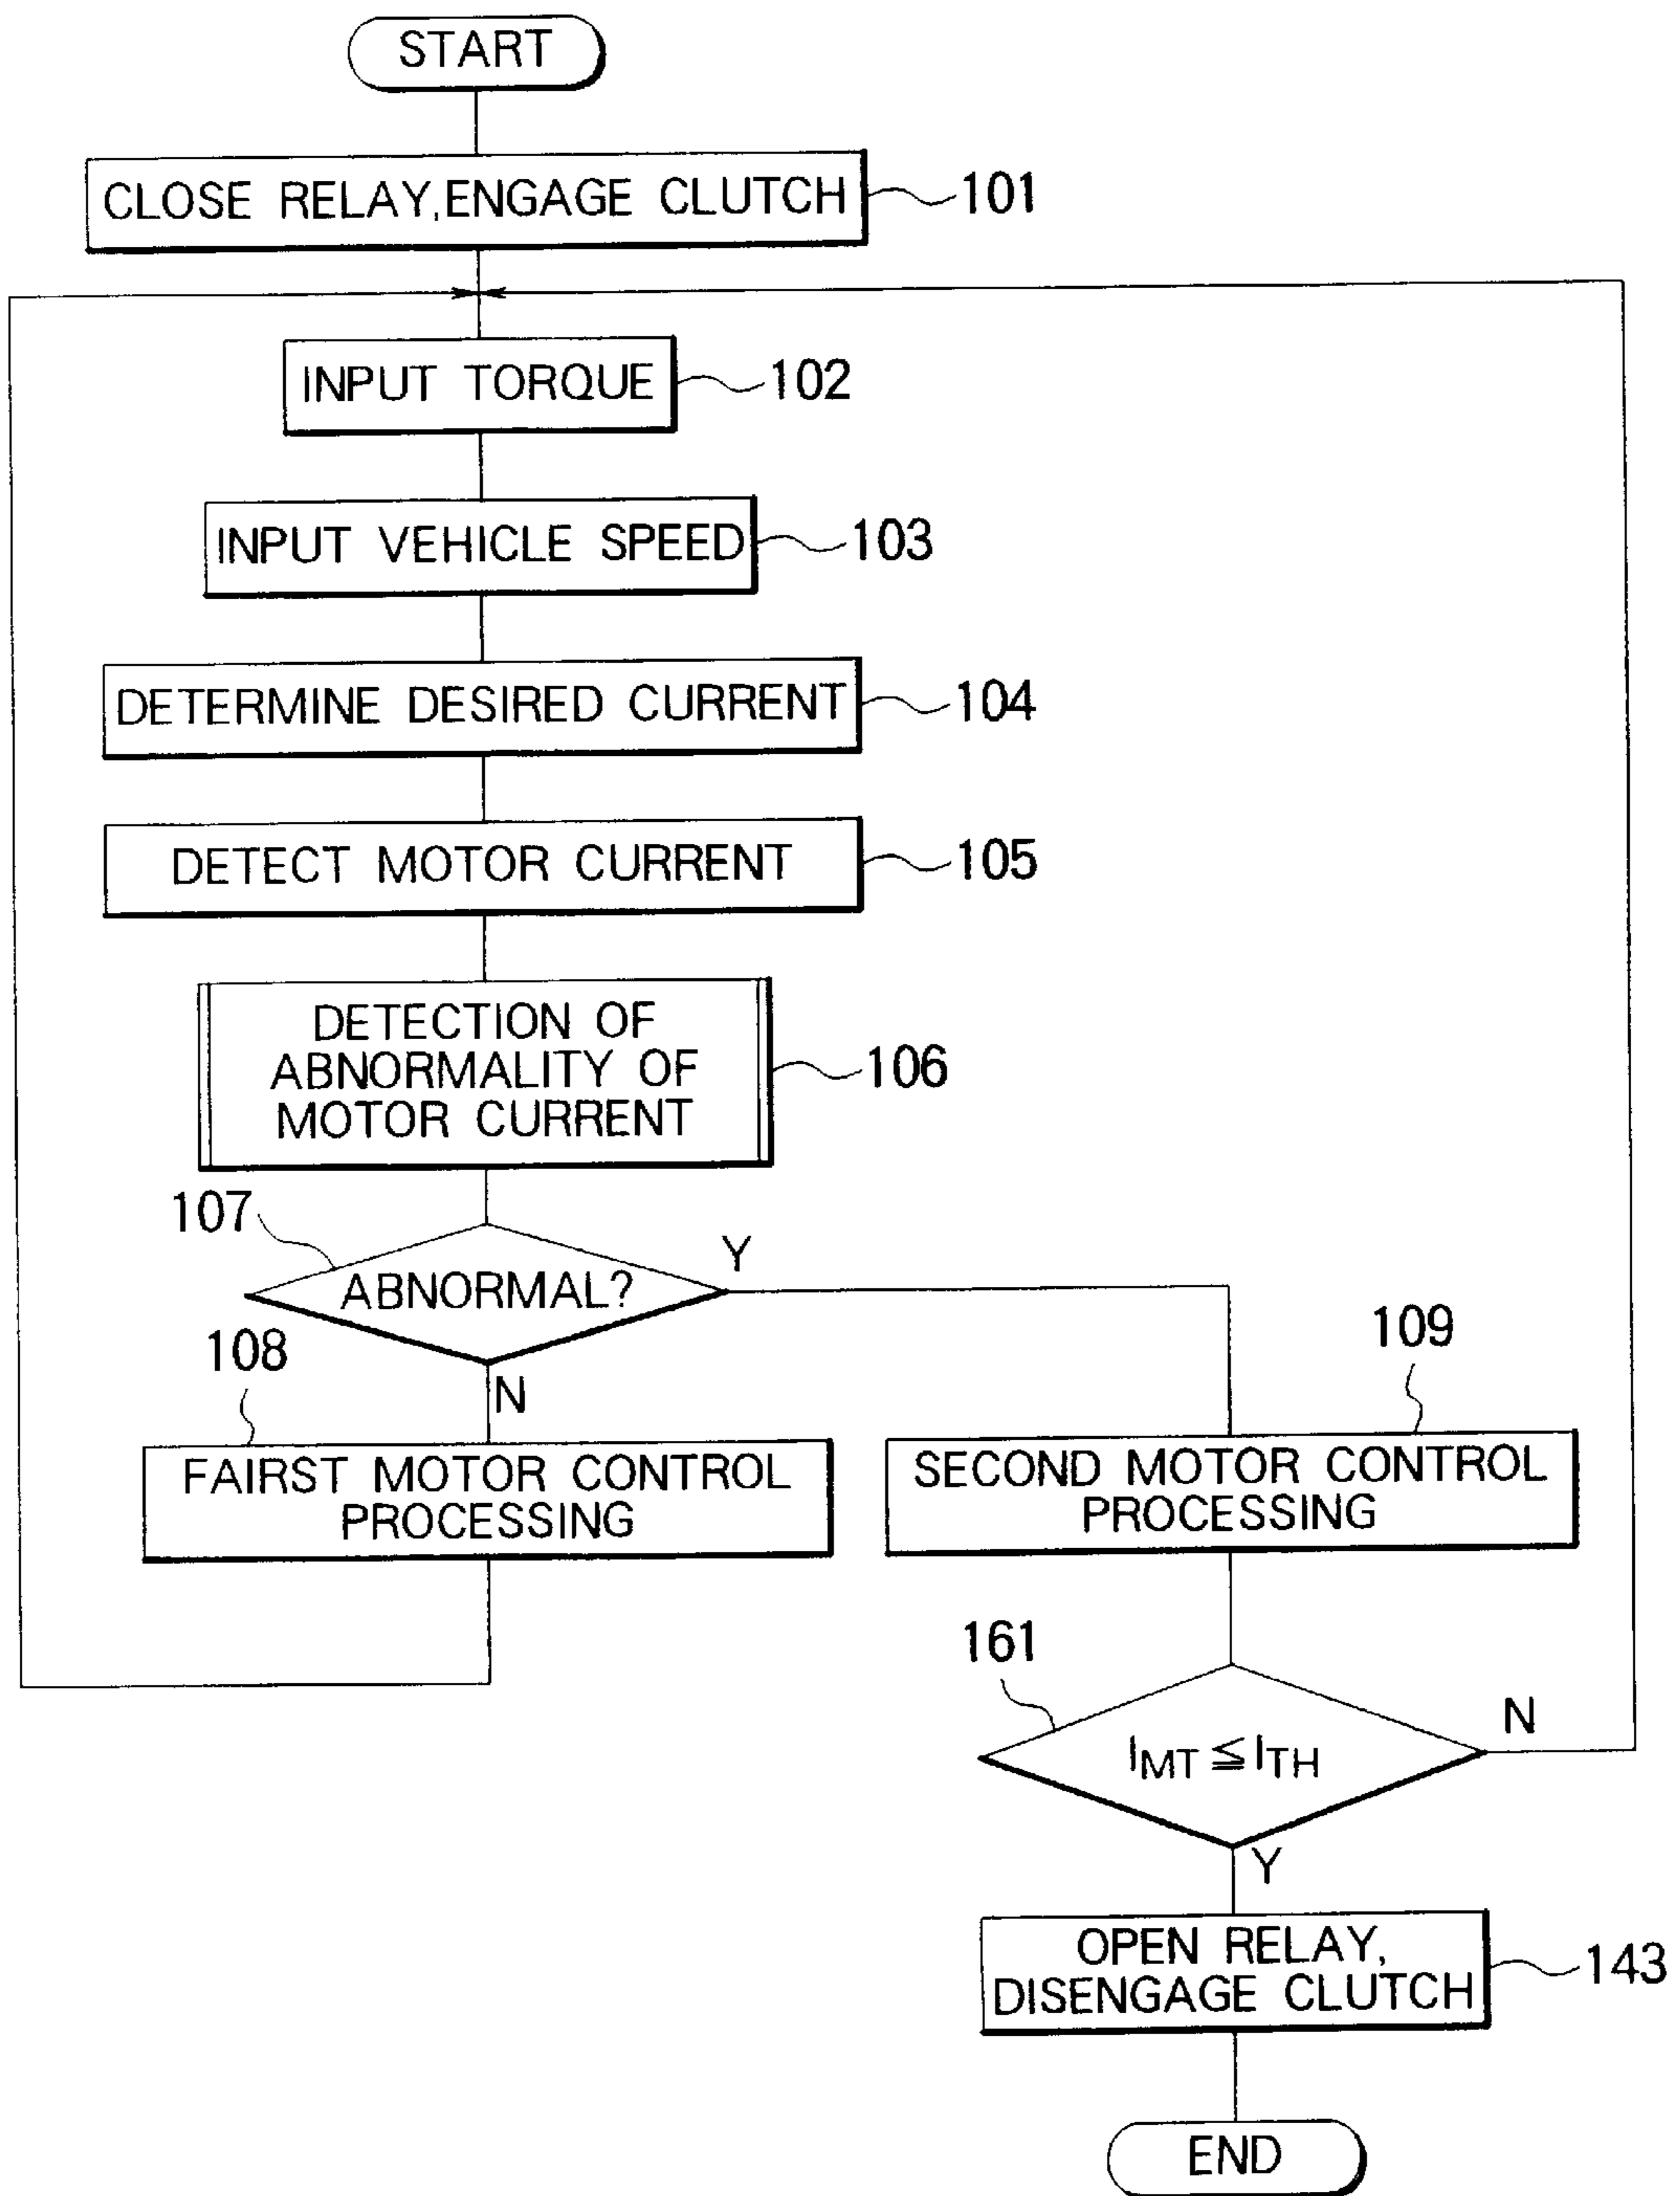 START
CLOSE RELAY,ENGAGE CLUTCH
101
INPUT TORQUE
102
INPUT VEHICLE SPEED
103
DETERMINE DESIRED CURRENT
104
DETECT MOTOR CURRENT
105
DETECTION OF
ABNORMALITY OF
MOTOR CURRENT
106
107
ABNORMAL?
Y
N
108
FAIRST MOTOR CONTROL
PROCESSING
109
SECOND MOTOR CONTROL
PROCESSING
161
IMT ≦ ITH
N
Y
OPEN RELAY,
DISENGAGE CLUTCH
143
END